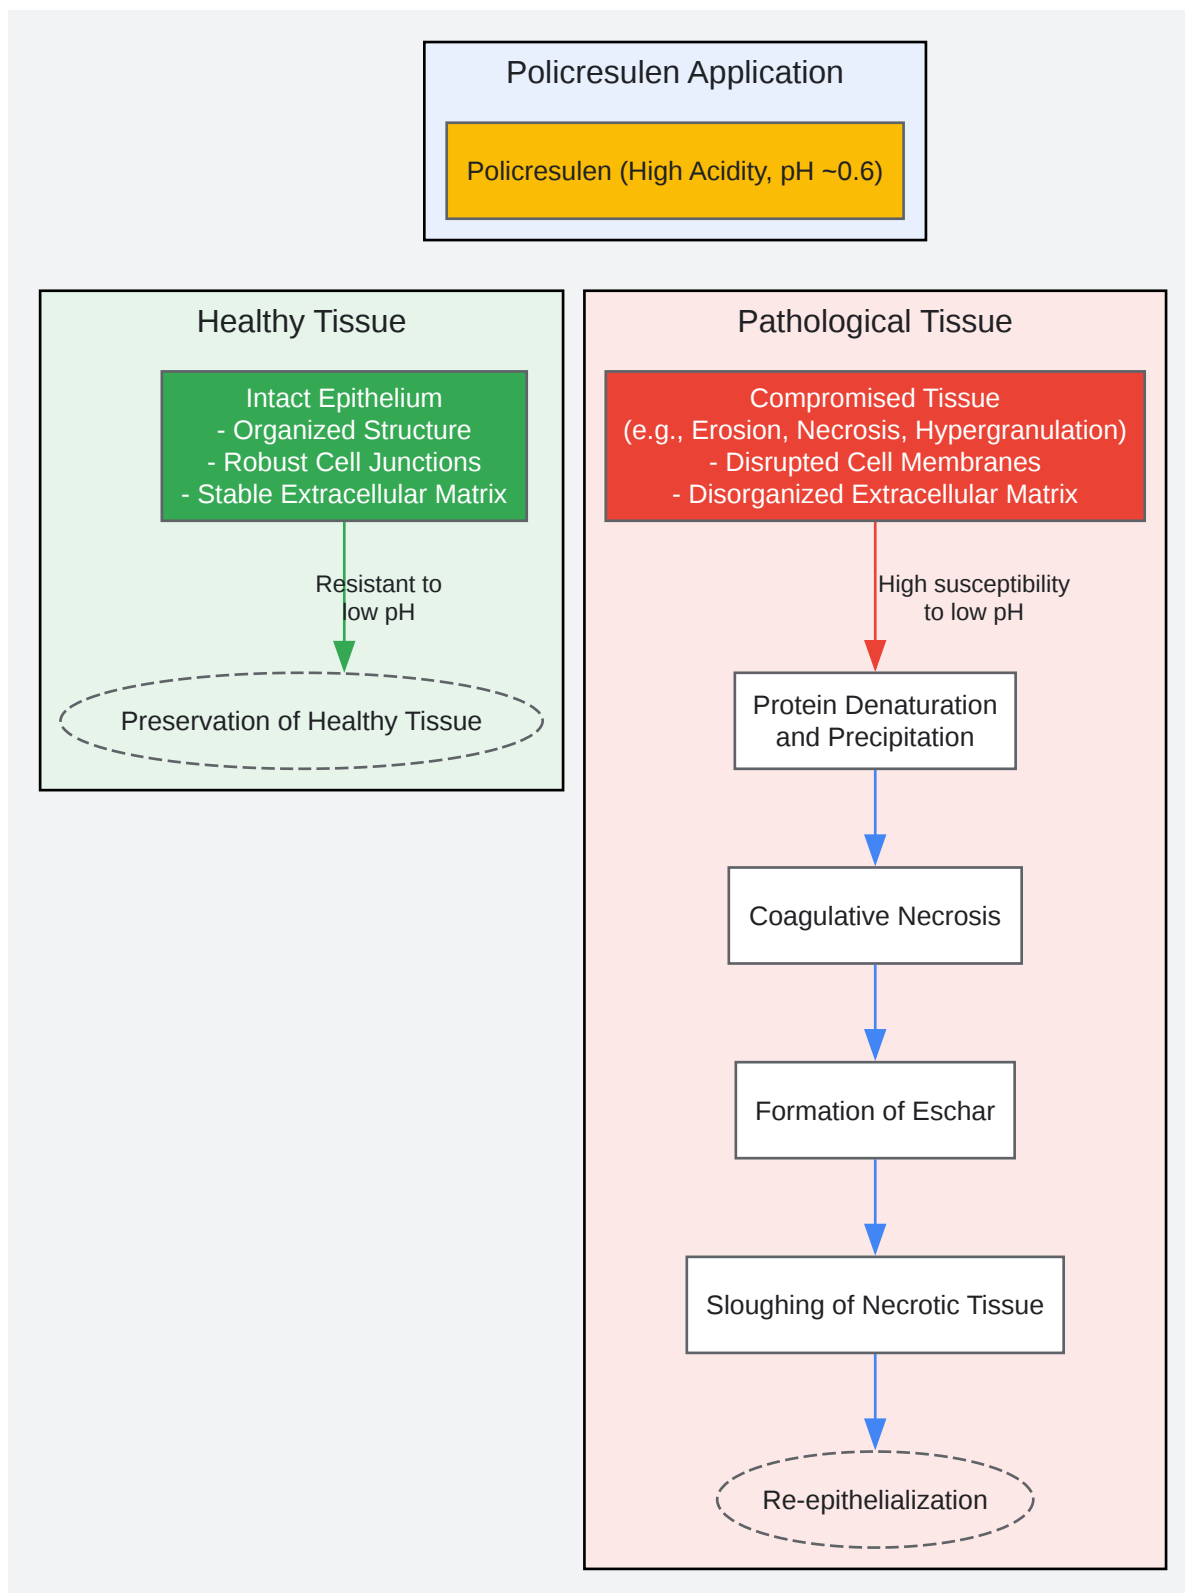 Policresulen Application
Policresulen (High Acidity, pH ~0.6)
Healthy Tissue
Intact Epithelium
- Organized Structure
- Robust Cell Junctions
- Stable Extracellular Matrix
Resistant to
low pH
Preservation of Healthy Tissue
Pathological Tissue
Compromised Tissue
(e.g., Erosion, Necrosis, Hypergranulation)
- Disrupted Cell Membranes
- Disorganized Extracellular Matrix
High susceptibility
to low pH
Protein Denaturation
and Precipitation
Coagulative Necrosis
Formation of Eschar
Sloughing of Necrotic Tissue
Re-epithelialization